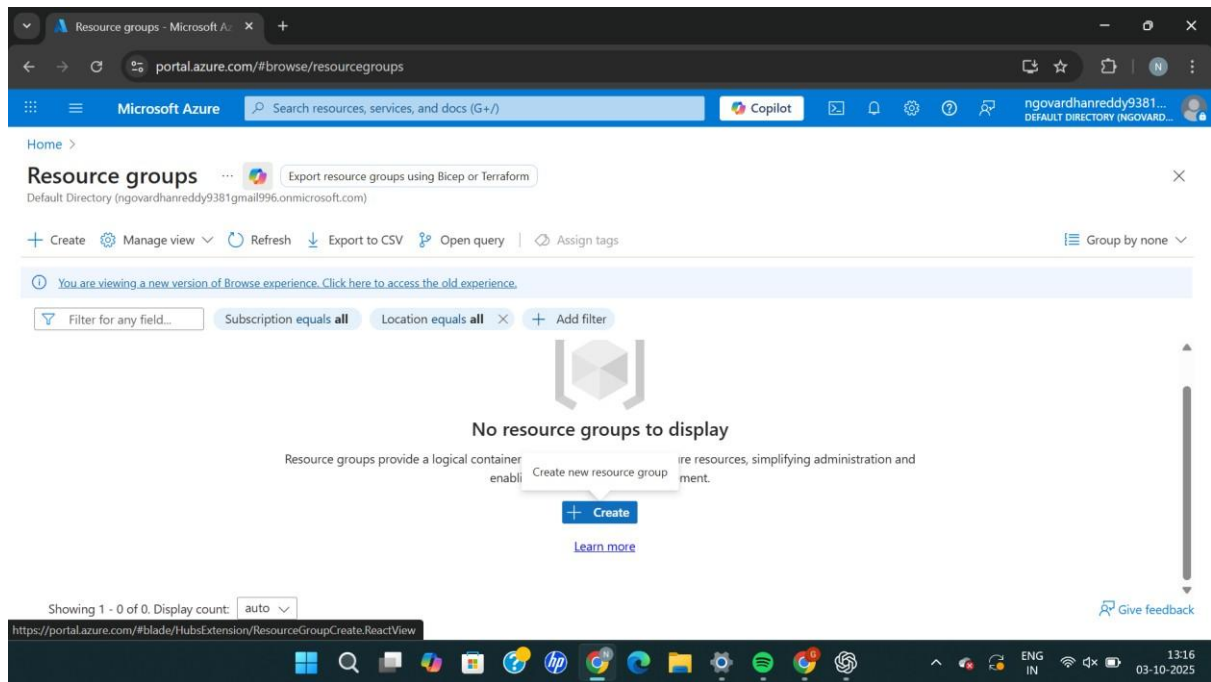 Resource groups - Microsoft Az
portal.azure.com/#browse/resourcegroups
N
Microsoft Azure
Search resources, services, and docs (G+/)
Copilot
ngovardhanreddy9381...
DEFAULT DIRECTORY (NGOVARD...
Home >
Resource groups ...
Export resource groups using Bicep or Terraform
Default Directory (ngovardhanreddy9381gmail996.onmicrosoft.com)
+ Create Manage view Refresh Export to CSV Open query | Assign tags
Group by none
You are viewing a new version of Browse experience. Click here to access the old experience.
Filter for any field...
Subscription equals all
Location equals all
+ Add filter
No resource groups to display
Resource groups provide a logical container re resources, simplifying administration and
enabli ment.
Create new resource group
+ Create
Learn more
Showing 1 - 0 of 0. Display count: auto
Give feedback
https://portal.azure.com/#blade/HubsExtension/ResourceGroupCreate.ReactView
hp
N
G
ENG
IN
13:16
03-10-2025